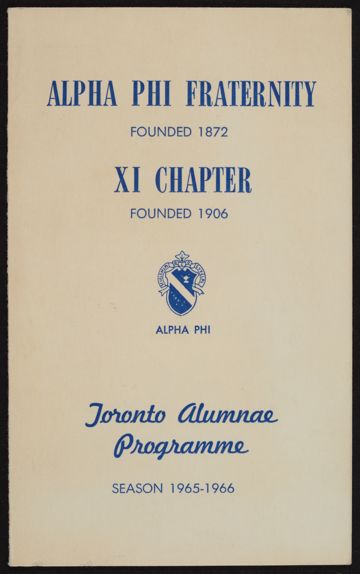 ALPHA PHI FRATERNITY
FOUNDED 1872
XI CHAPTER
FOUNDED 1906
ALPHA PHI
Toronto Alumnae
Programme
SEASON 1965-1966